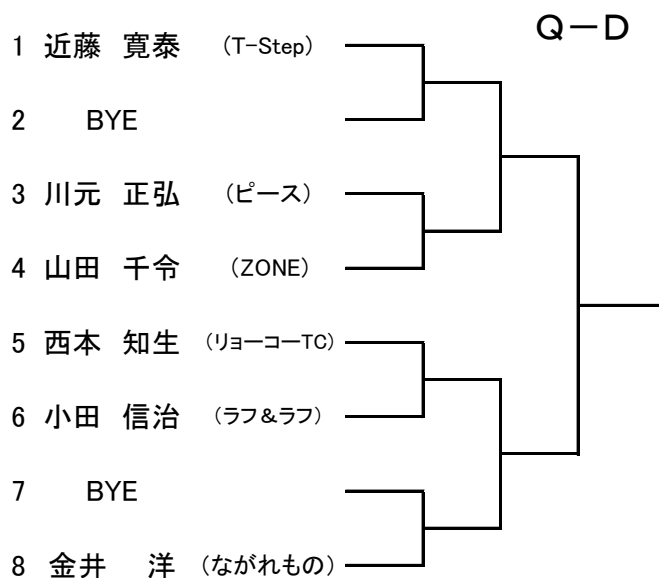 Q－D
1 近藤 寛泰 (T-Step)
2 BYE
3 川元 正弘 (ピース)
4 山田 千令 (ZONE)
5 西本 知生 (リョーコーTC)
6 小田 信治 (ラフ＆ラフ)
7 BYE
8 金井 洋 (ながれもの)